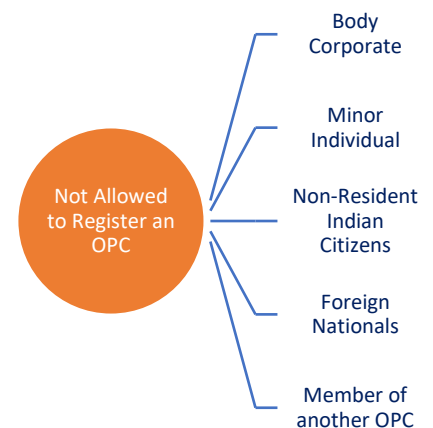 Not Allowed
to Register an
OPC
Body
Corporate
Minor
Individual
Non-Resident
Indian
Citizens
Foreign
Nationals
Member of
another OPC